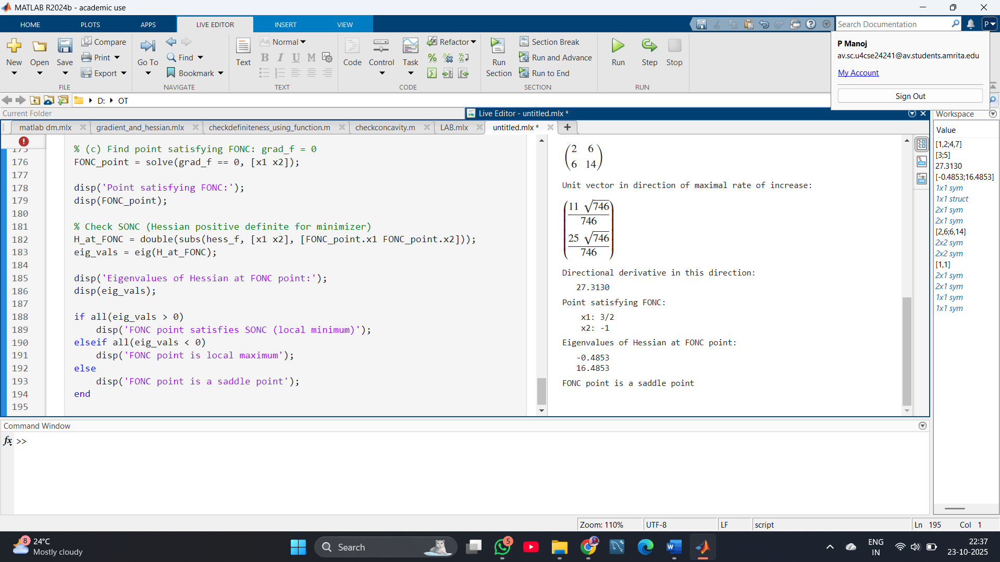 MATLAB R2024b - academic use
HOME PLOTS APPS LIVE EDITOR INSERT VIEW
Search Documentation
P
New
Open
Save
Compare
Print
Export
FILE
Go To
Find
Bookmark
NAVIGATE
Text
Aa Normal
B I U M
TEXT
Code
Control
Task
Refactor
CODE
Run Section
Section Break
Run and Advance
Run to End
SECTION
Run
Step
Stop
RUN
P Manoj
av.sc.u4cse24241@av.students.amrita.edu
My Account
Sign Out
D: OT
Current Folder
Live Editor - untitled.mlx *
matlab dm.mlx gradient_and_hessian.mlx checkdefiniteness_using_function.m checkconcavity.m LAB.mlx untitled.mlx * +
175 % (c) Find point satisfying FONC: grad_f = 0
176 FONC_point = solve(grad_f == 0, [x1 x2]);
177
178 disp('Point satisfying FONC:');
179 disp(FONC_point);
180
181 % Check SONC (Hessian positive definite for minimizer)
182 H_at_FONC = double(subs(hess_f, [x1 x2], [FONC_point.x1 FONC_point.x2]));
183 eig_vals = eig(H_at_FONC);
184
185 disp('Eigenvalues of Hessian at FONC point:');
186 disp(eig_vals);
187
188 if all(eig_vals > 0)
189 disp('FONC point satisfies SONC (local minimum)');
190 elseif all(eig_vals < 0)
191 disp('FONC point is local maximum');
192 else
193 disp('FONC point is a saddle point');
194 end
195
2 6
6 14
Unit vector in direction of maximal rate of increase:
11 √746
746
25 √746
746
Directional derivative in this direction:
27.3130
Point satisfying FONC:
x1: 3/2
x2: -1
Eigenvalues of Hessian at FONC point:
-0.4853
16.4853
FONC point is a saddle point
Workspace
Value
[1,2;4,7]
[3;5]
27.3130
[-0.4853;16.4853]
1x1 sym
1x1 struct
2x1 sym
2x1 sym
[2,6;6,14]
2x2 sym
2x2 sym
[1,1]
2x1 sym
2x1 sym
1x1 sym
1x1 sym
Command Window
fx >>
Zoom: 110% UTF-8 LF script Ln 195 Col 1
8
24°C
Mostly cloudy
Search
5
W
ENG
IN
22:37
23-10-2025